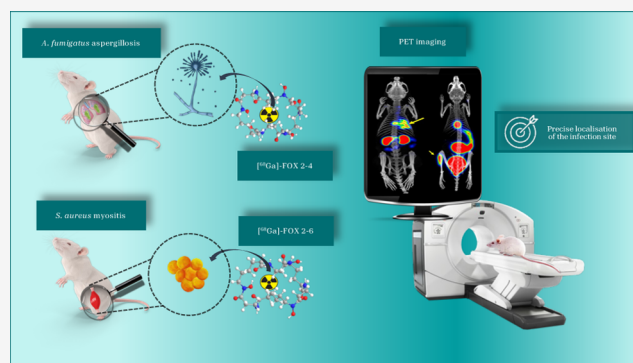 A. fumigatus aspergillosis
[⁶⁸Ga]-FOX 2-4
S. aureus myositis
[⁶⁸Ga]-FOX 2-6
PET imaging
Precise localisation
of the infection site